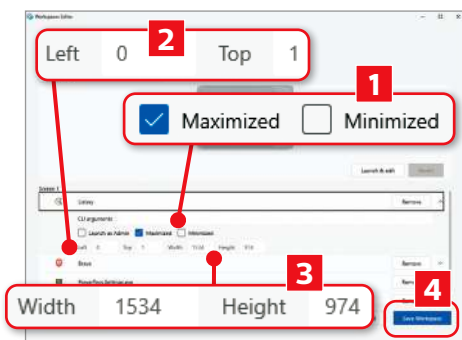 Workspaces Editor
Left 0 Top 1
2
1
Maximized Minimized
Launch & edit
Screen 1
Remove
CLI arguments
Launch as Admin Maximized Minimized
Left 0 Top 1 Width 1534 Height 974
Brave Remove
3
4
Width 1534 Height 974
Save Workspace